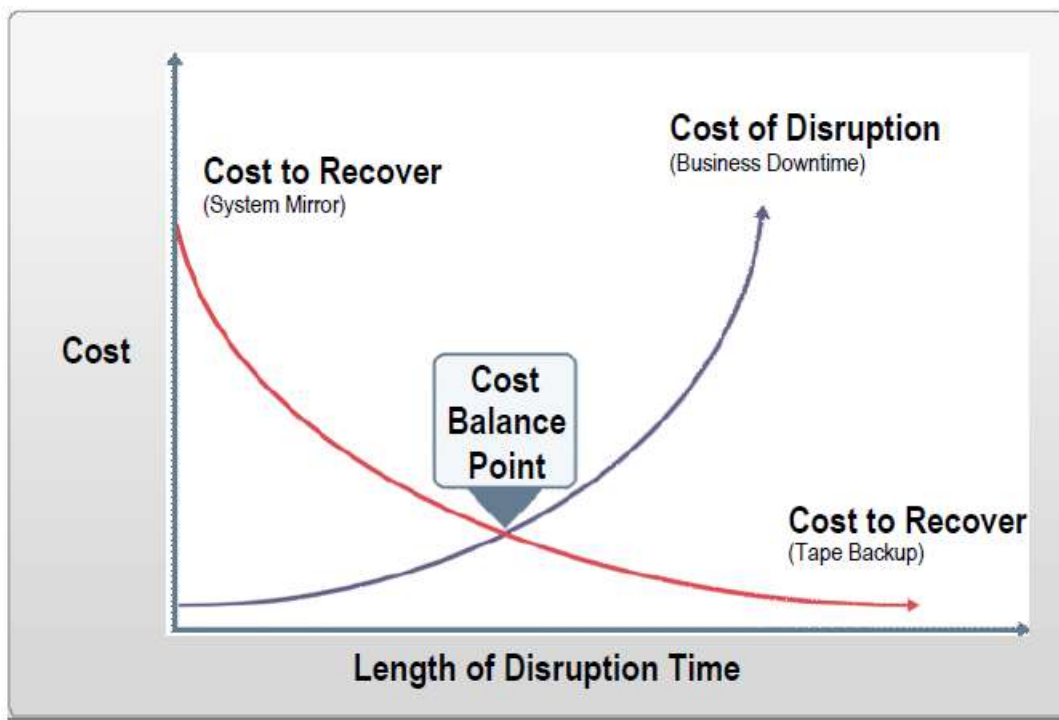 Cost of Disruption
(Business Downtime)
Cost to Recover
(System Mirror)
Cost
Cost
Balance
Point
Cost to Recover
(Tape Backup)
Length of Disruption Time